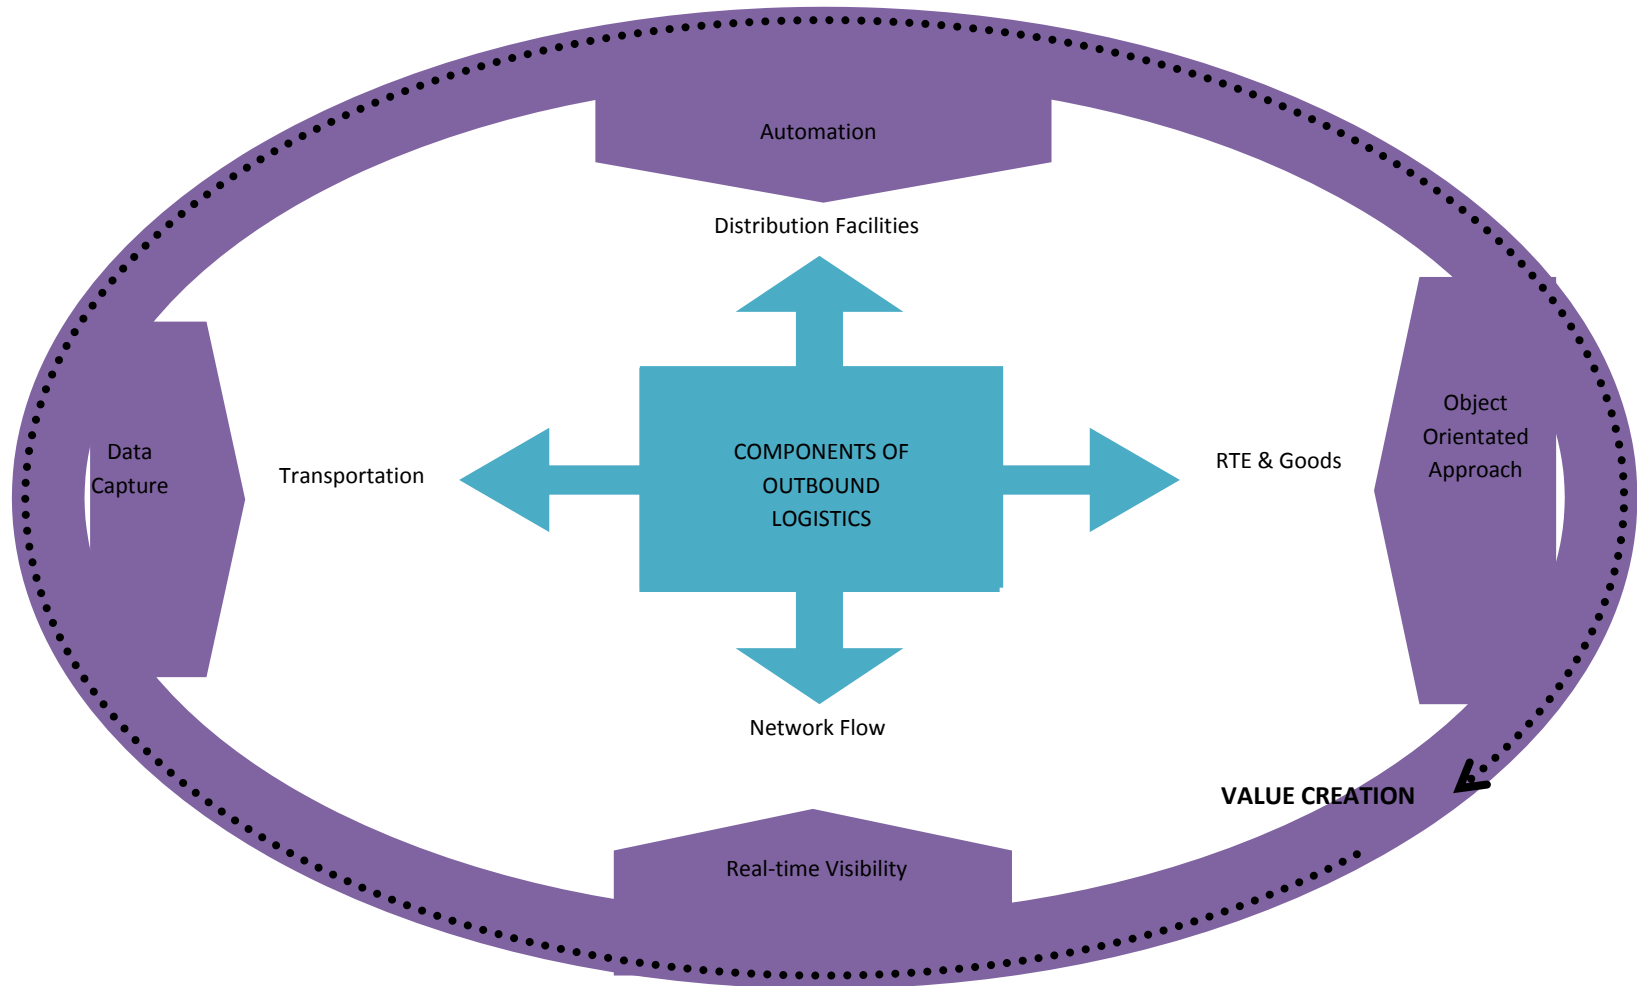 Automation
Distribution Facilities
Data
Capture
Transportation
COMPONENTS OF
OUTBOUND
LOGISTICS
RTE & Goods
Object
Orientated
Approach
Network Flow
VALUE CREATION
Real-time Visibility